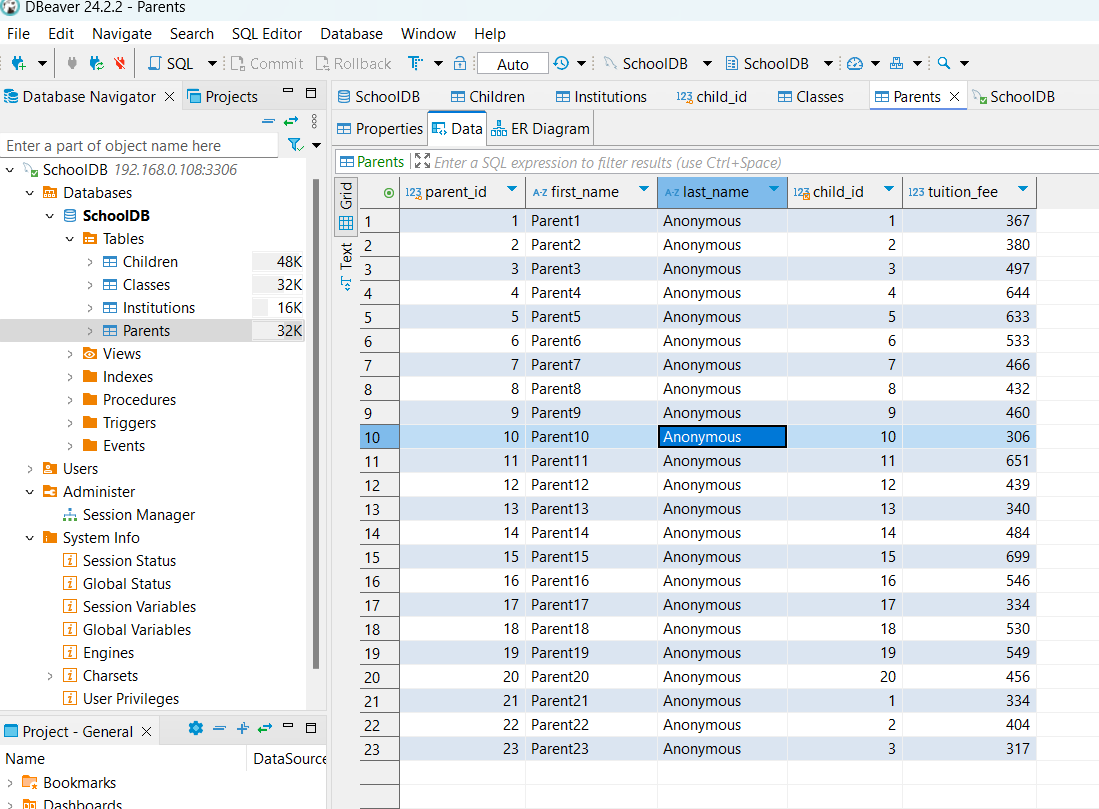 DBeaver 24.2.2 - Parents
File Edit Navigate Search SQL Editor Database Window Help
SQL Commit Rollback Auto SchoolDB SchoolDB
Database Navigator Projects
SchoolDB Children Institutions 123 child_id Classes Parents SchoolDB
Properties Data ER Diagram
Enter a part of object name here
Parents Enter a SQL expression to filter results (use Ctrl+Space)
SchoolDB 192.168.0.108:3306
Databases
SchoolDB
Tables
Children 48K
Classes 32K
Institutions 16K
Parents 32K
Views
Indexes
Procedures
Triggers
Events
Users
Administer
Session Manager
System Info
Session Status
Global Status
Session Variables
Global Variables
Engines
Charsets
User Privileges
Project - General
Name DataSource
Bookmarks
Dashboards
Grid
Text
123 parent_id A-Z first_name A-Z last_name 123 child_id 123 tuition_fee
1 1 Parent1 Anonymous 1 367
2 2 Parent2 Anonymous 2 380
3 3 Parent3 Anonymous 3 497
4 4 Parent4 Anonymous 4 644
5 5 Parent5 Anonymous 5 633
6 6 Parent6 Anonymous 6 533
7 7 Parent7 Anonymous 7 466
8 8 Parent8 Anonymous 8 432
9 9 Parent9 Anonymous 9 460
10 10 Parent10 Anonymous 10 306
11 11 Parent11 Anonymous 11 651
12 12 Parent12 Anonymous 12 439
13 13 Parent13 Anonymous 13 340
14 14 Parent14 Anonymous 14 484
15 15 Parent15 Anonymous 15 699
16 16 Parent16 Anonymous 16 546
17 17 Parent17 Anonymous 17 334
18 18 Parent18 Anonymous 18 530
19 19 Parent19 Anonymous 19 549
20 20 Parent20 Anonymous 20 456
21 21 Parent21 Anonymous 1 334
22 22 Parent22 Anonymous 2 404
23 23 Parent23 Anonymous 3 317